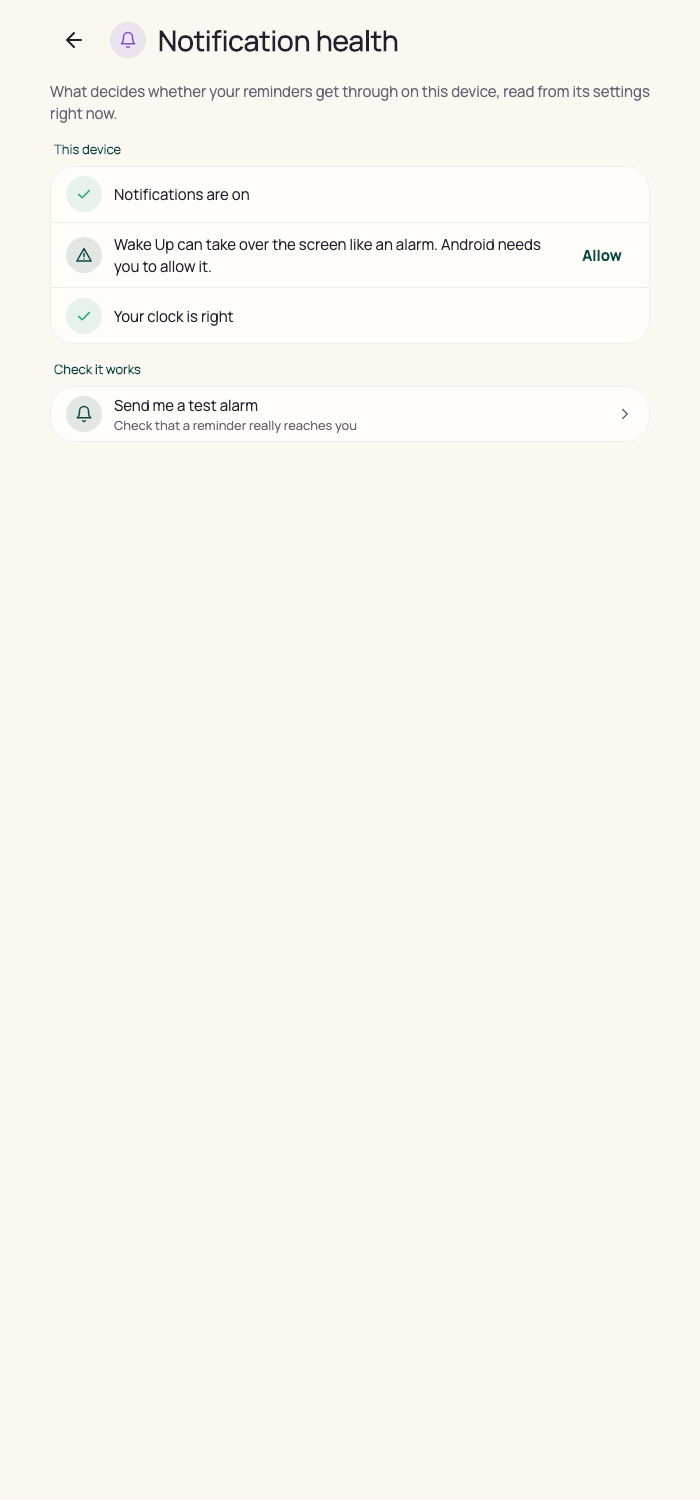 Notification health
What decides whether your reminders get through on this device, read from its settings
right now.
This device
Notifications are on
Wake Up can take over the screen like an alarm. Android needs
you to allow it.
Allow
Your clock is right
Check it works
Send me a test alarm
Check that a reminder really reaches you